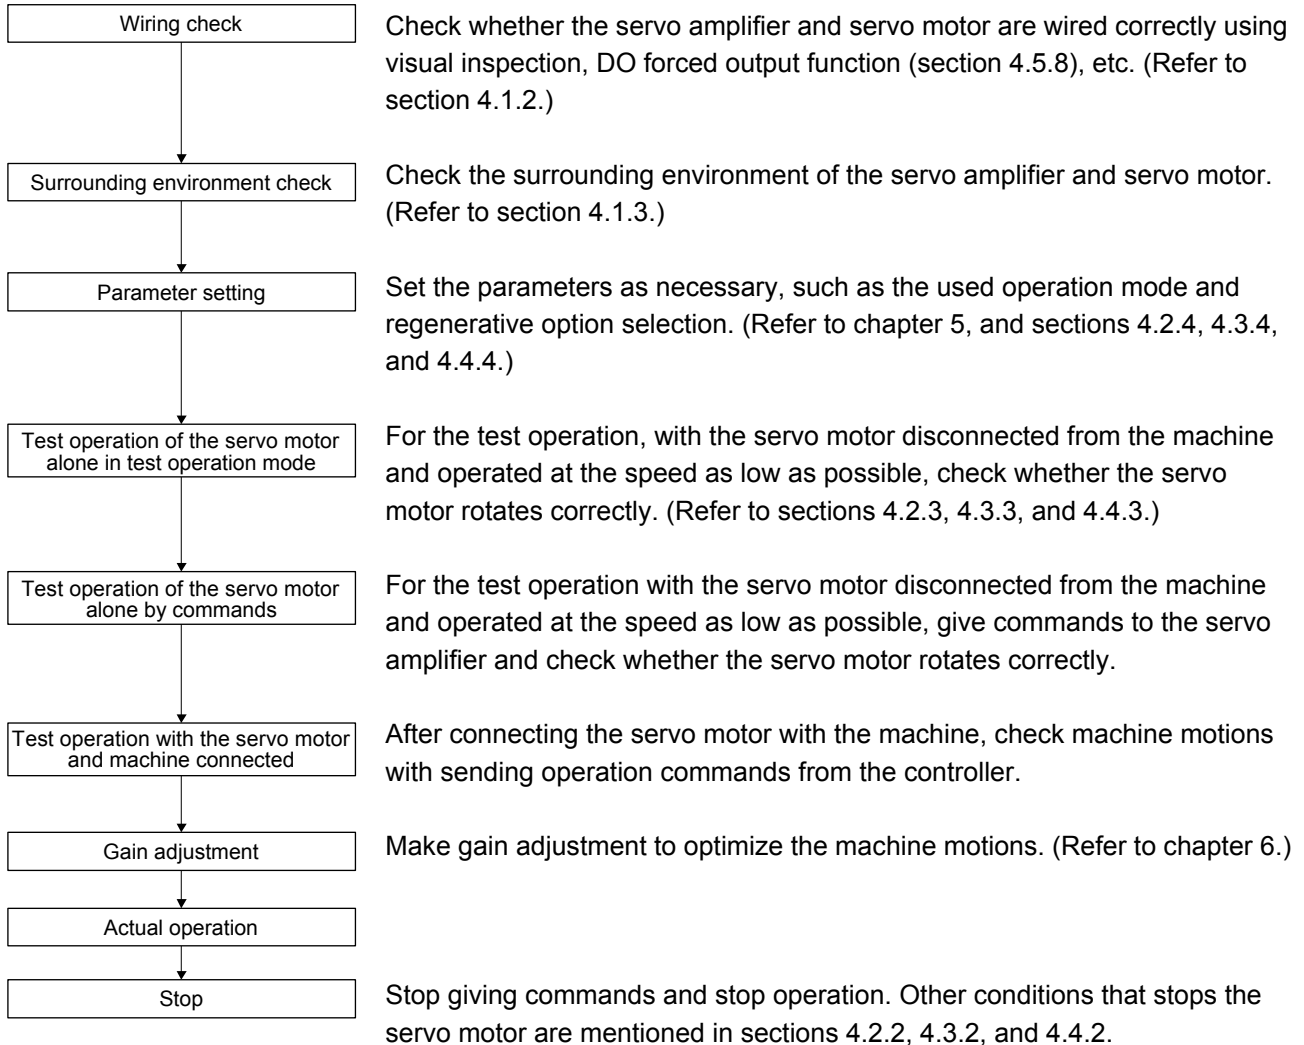 Wiring check
Check whether the servo amplifier and servo motor are wired correctly using
visual inspection, DO forced output function (section 4.5.8), etc. (Refer to
section 4.1.2.)
Surrounding environment check
Check the surrounding environment of the servo amplifier and servo motor.
(Refer to section 4.1.3.)
Parameter setting
Set the parameters as necessary, such as the used operation mode and
regenerative option selection. (Refer to chapter 5, and sections 4.2.4, 4.3.4,
and 4.4.4.)
Test operation of the servo motor
alone in test operation mode
For the test operation, with the servo motor disconnected from the machine
and operated at the speed as low as possible, check whether the servo
motor rotates correctly. (Refer to sections 4.2.3, 4.3.3, and 4.4.3.)
Test operation of the servo motor
alone by commands
For the test operation with the servo motor disconnected from the machine
and operated at the speed as low as possible, give commands to the servo
amplifier and check whether the servo motor rotates correctly.
Test operation with the servo motor
and machine connected
After connecting the servo motor with the machine, check machine motions
with sending operation commands from the controller.
Gain adjustment
Make gain adjustment to optimize the machine motions. (Refer to chapter 6.)
Actual operation
Stop
Stop giving commands and stop operation. Other conditions that stops the
servo motor are mentioned in sections 4.2.2, 4.3.2, and 4.4.2.